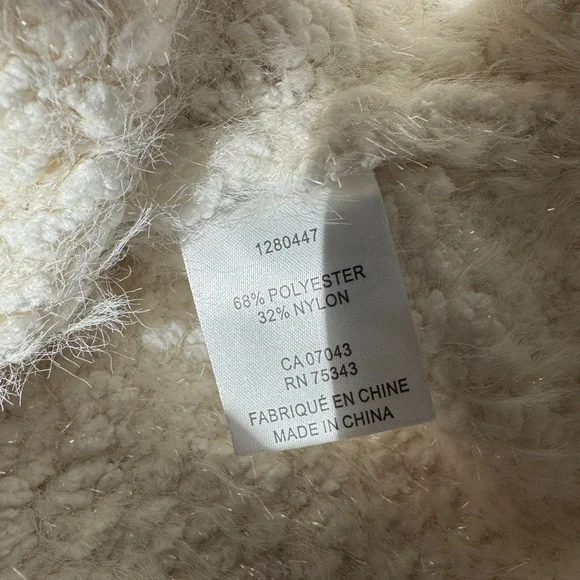 1280447
68% POLYESTER
32% NYLON
CA 07043
RN 75343
FABRIQUÉ EN CHINE
MADE IN CHINA